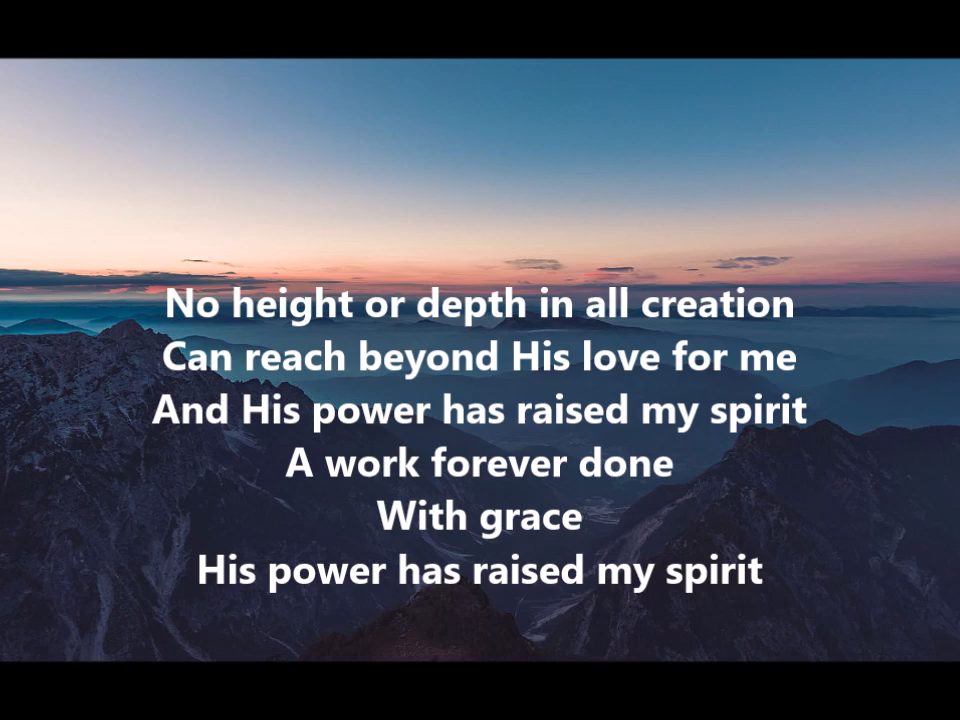 No height or depth in all creation
Can reach beyond His love for me
And His power has raised my spirit
A work forever done
With grace
His power has raised my spirit